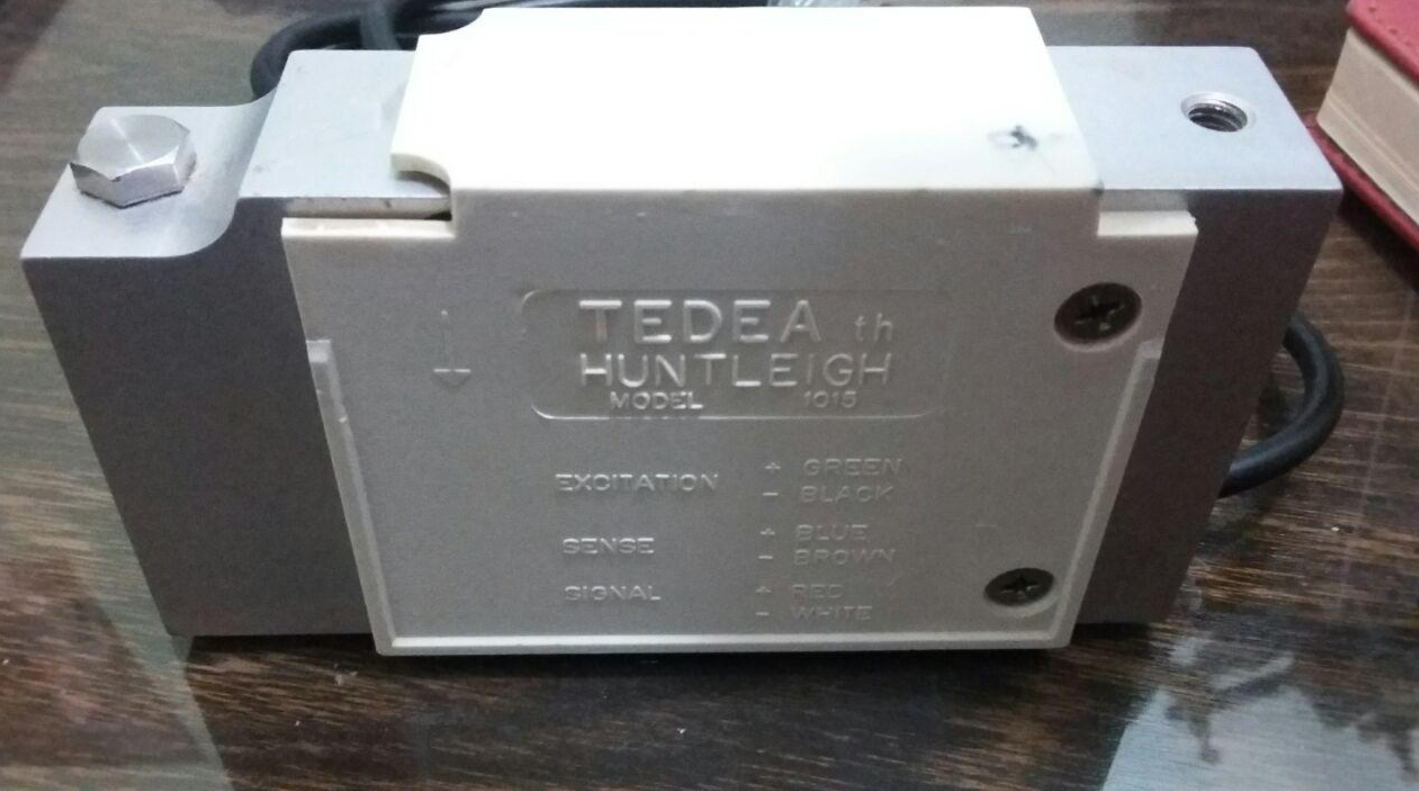 TEDEA th
HUNTLEIGH
MODEL 1015
EXCITATION + GREEN
- BLACK
SENSE + BLUE
- BROWN
SIGNAL + RED
- WHITE